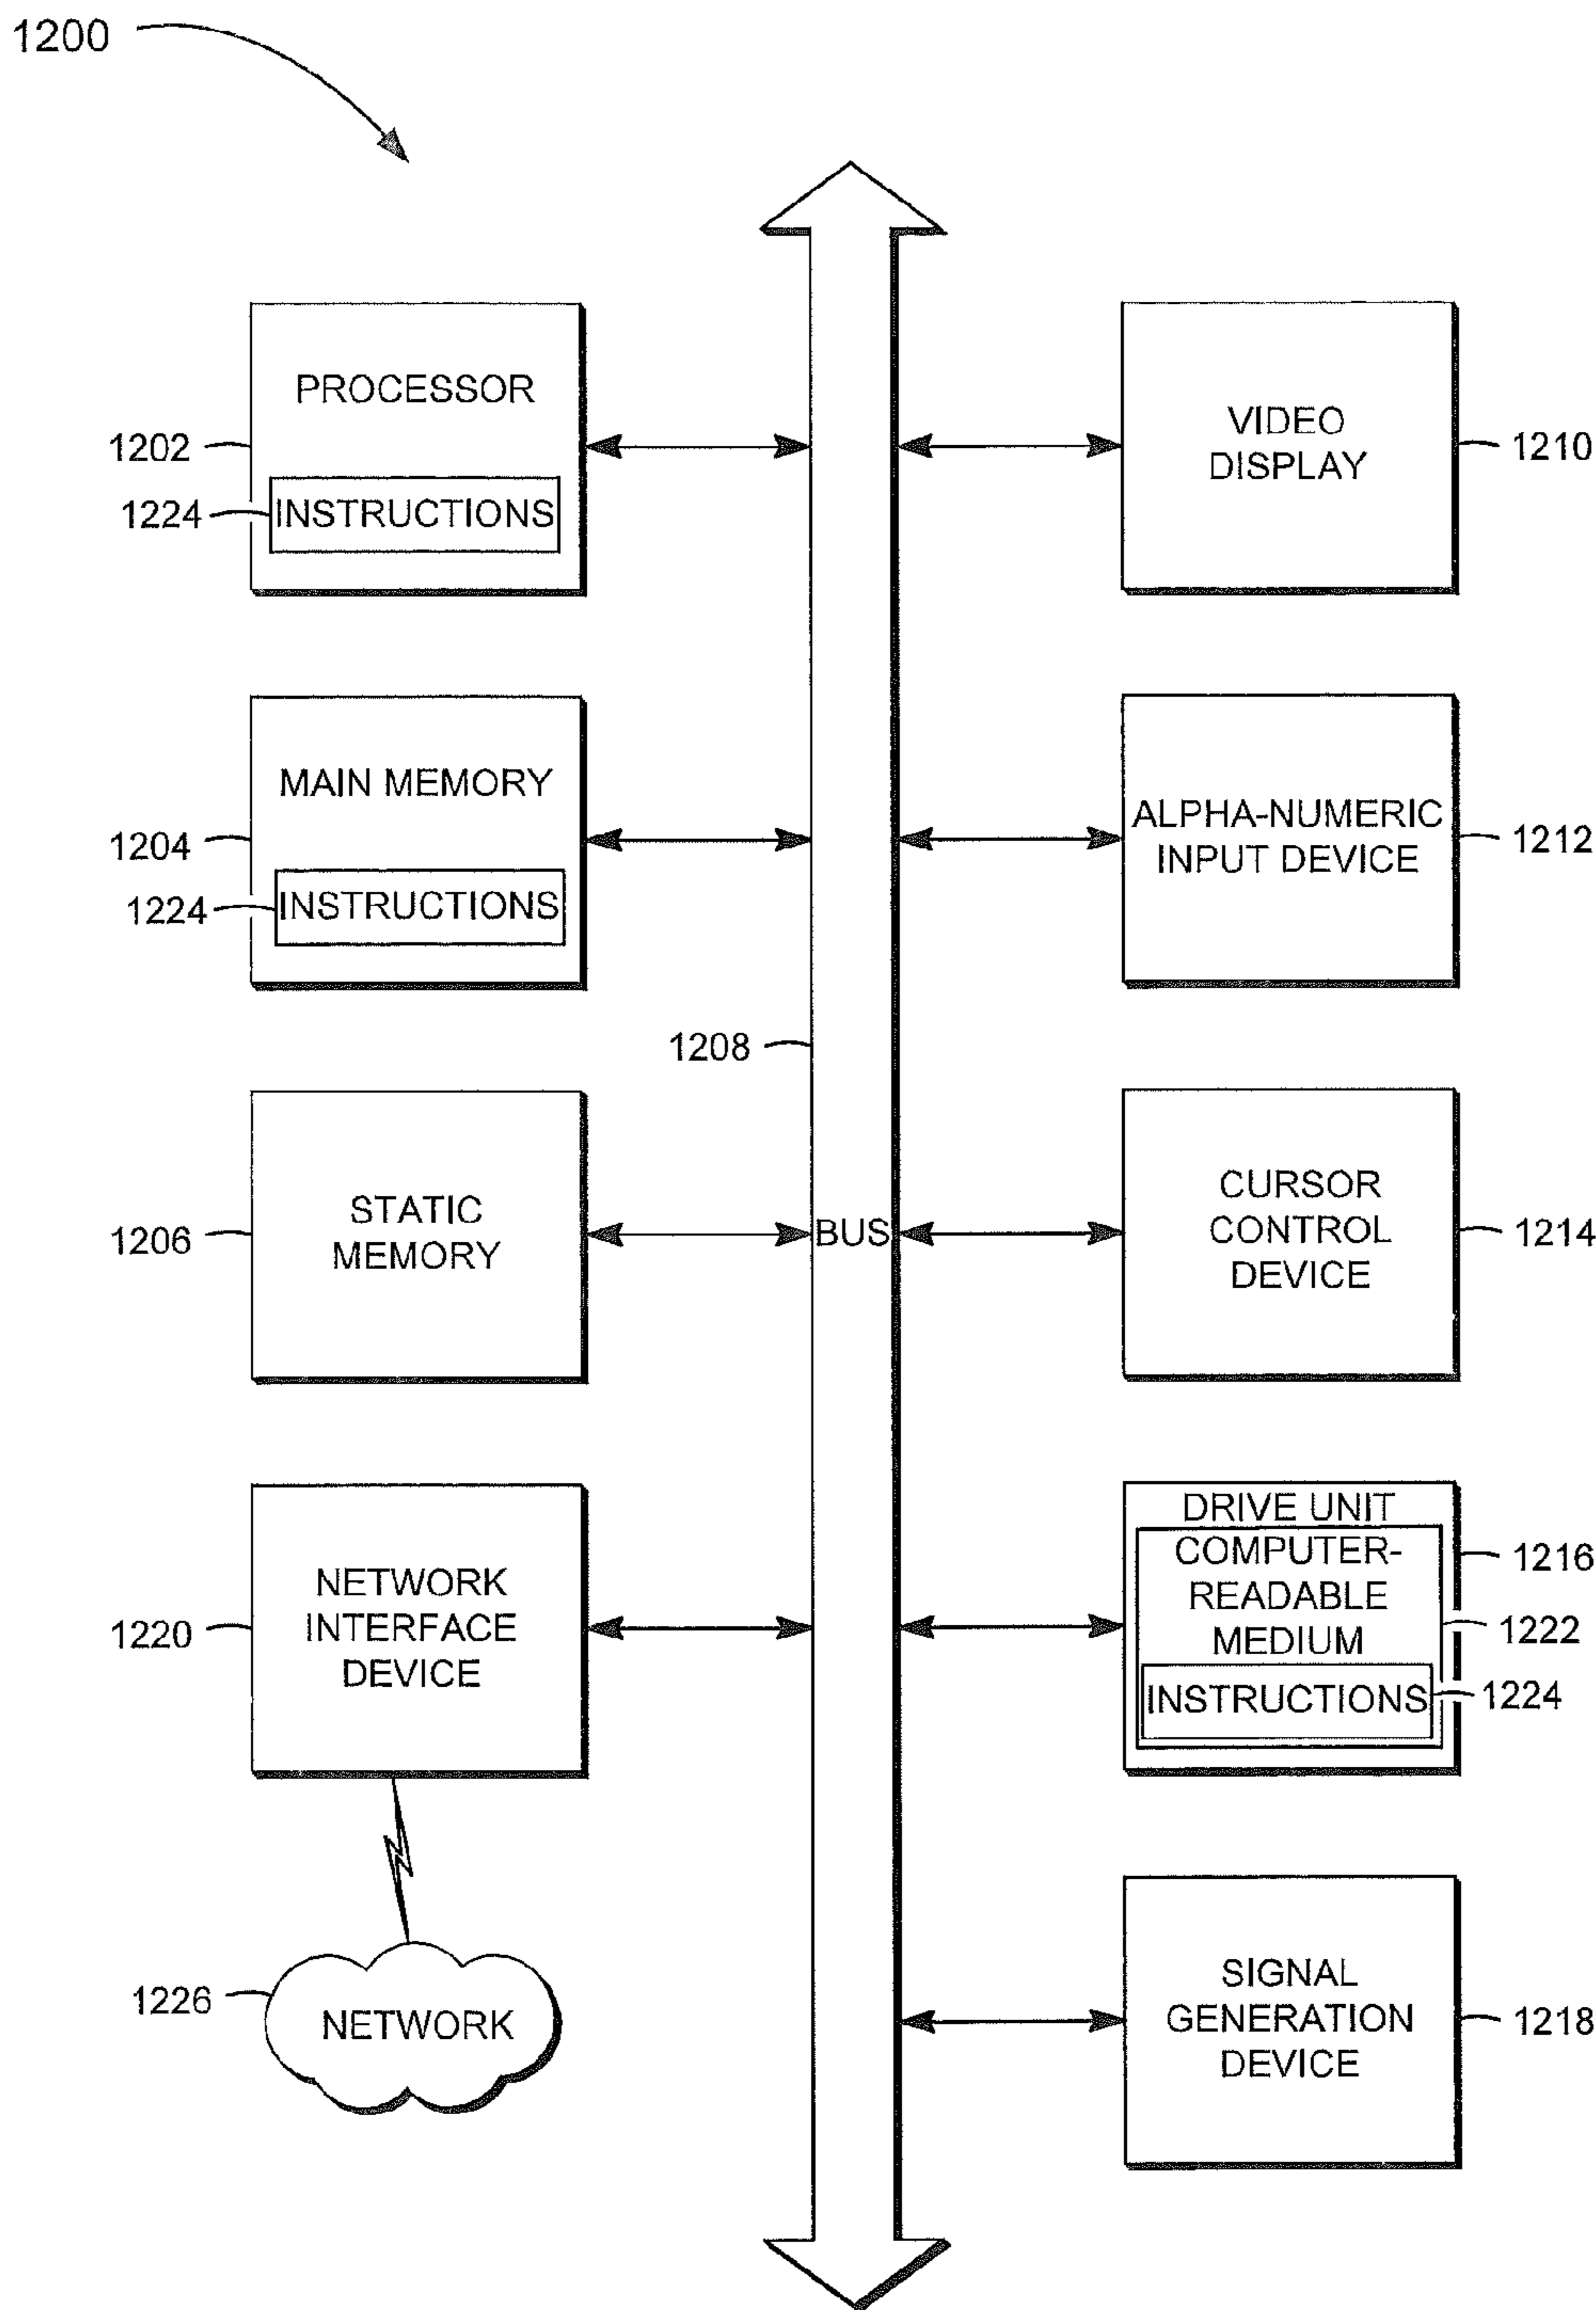 1200
PROCESSOR
1202
1224
INSTRUCTIONS
VIDEO
DISPLAY
1210
MAIN MEMORY
1204
1224
INSTRUCTIONS
ALPHA-NUMERIC
INPUT DEVICE
1212
1208
STATIC
MEMORY
1206
BUS
CURSOR
CONTROL
DEVICE
1214
NETWORK
INTERFACE
DEVICE
1220
DRIVE UNIT
1216
COMPUTER-
READABLE
MEDIUM
1222
INSTRUCTIONS
1224
1226
NETWORK
SIGNAL
GENERATION
DEVICE
1218